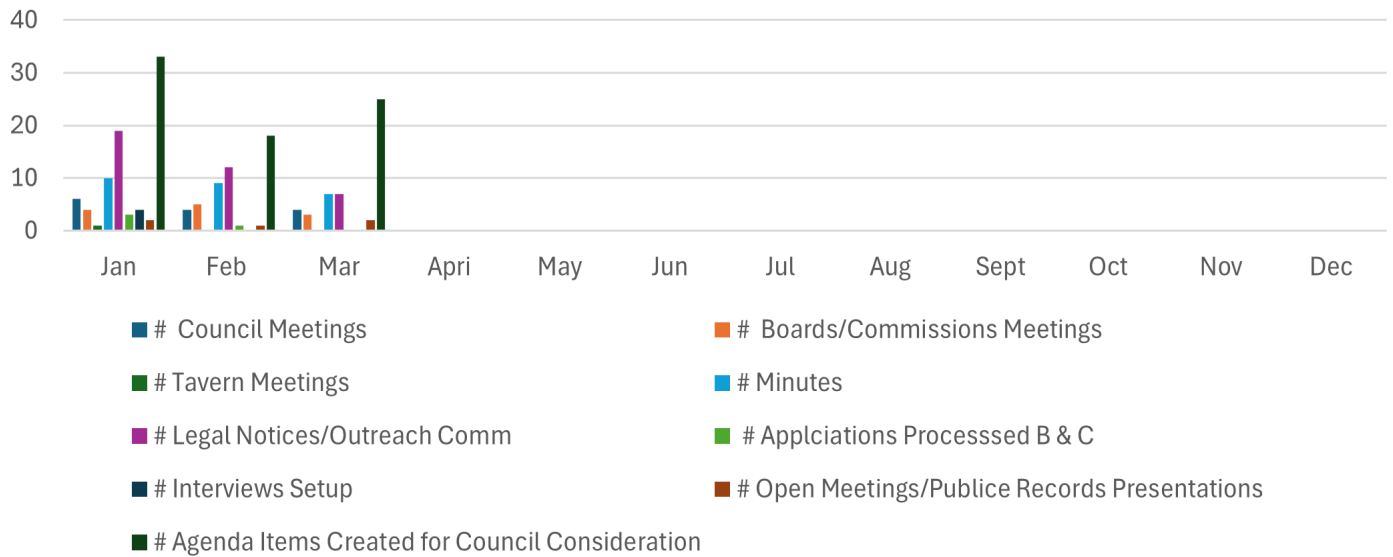 40
30
20
10
0
Jan Feb Mar Apri May Jun Jul Aug Sept Oct Nov Dec
# Council Meetings # Boards/Commissions Meetings
# Tavern Meetings # Minutes
# Legal Notices/Outreach Comm # Applciations Processsed B & C
# Interviews Setup # Open Meetings/Publice Records Presentations
# Agenda Items Created for Council Consideration